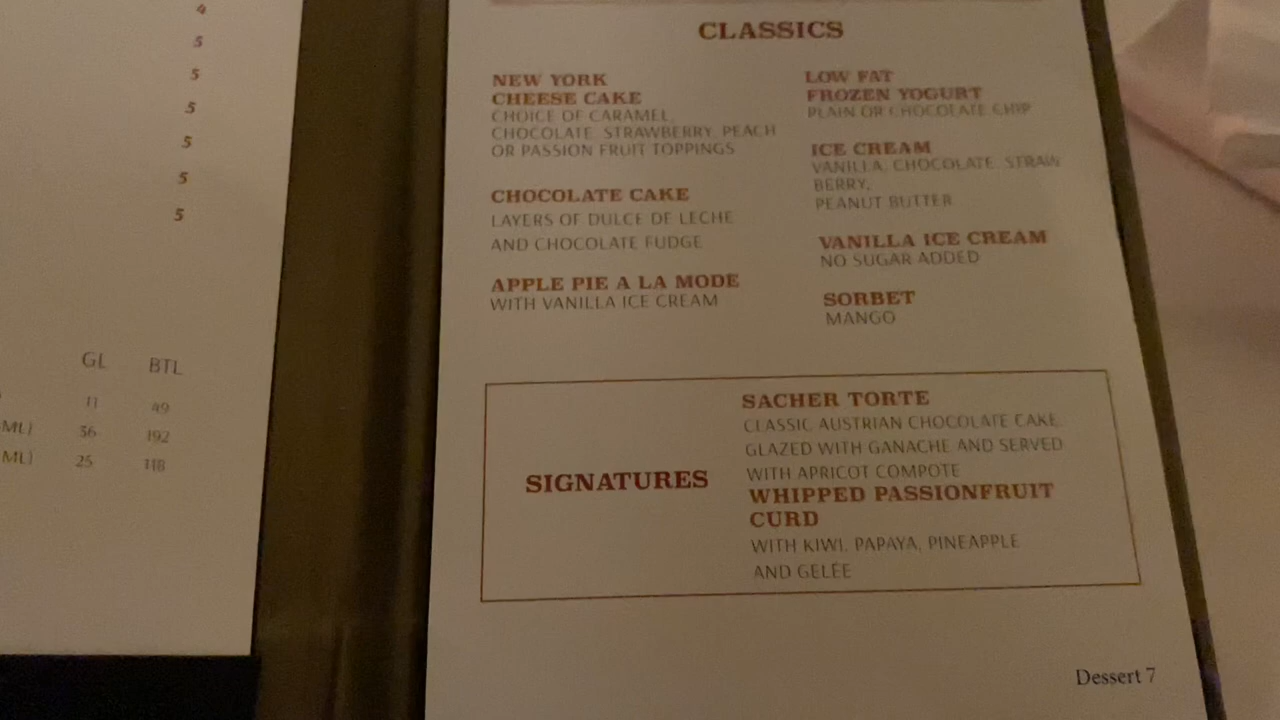 4
5
5
5
5
5
5
GL BTL
11 49
ML) 36 192
ML) 25 118
CLASSICS
NEW YORK
CHEESE CAKE
CHOICE OF CARAMEL,
CHOCOLATE, STRAWBERRY, PEACH
OR PASSION FRUIT TOPPINGS
CHOCOLATE CAKE
LAYERS OF DULCE DE LECHE
AND CHOCOLATE FUDGE
APPLE PIE A LA MODE
WITH VANILLA ICE CREAM
LOW FAT
FROZEN YOGURT
PLAIN OR CHOCOLATE CHIP
ICE CREAM
VANILLA, CHOCOLATE, STRAW
BERRY,
PEANUT BUTTER
VANILLA ICE CREAM
NO SUGAR ADDED
SORBET
MANGO
SIGNATURES
SACHER TORTE
CLASSIC AUSTRIAN CHOCOLATE CAKE,
GLAZED WITH GANACHE AND SERVED
WITH APRICOT COMPOTE
WHIPPED PASSIONFRUIT
CURD
WITH KIWI, PAPAYA, PINEAPPLE
AND GELÉE
Dessert 7